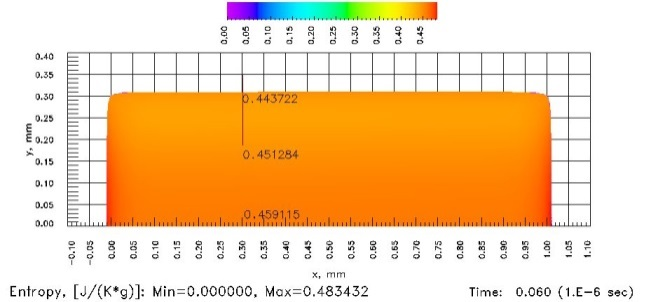 0.00 0.05 0.10 0.15 0.20 0.25 0.30 0.35 0.40 0.45
0.40
0.35
0.30
0.25
0.20
0.15
0.10
0.05
0.00
y, mm
0.443722
0.451284
0.459115
-0.10 -0.05 0.00 0.05 0.10 0.15 0.20 0.25 0.30 0.35 0.40 0.45 0.50 0.55 0.60 0.65 0.70 0.75 0.80 0.85 0.90 0.95 1.00 1.05 1.10
x, mm
Entropy, [J/(K*g)]: Min=0.000000, Max=0.483432 Time: 0.060 (1.E-6 sec)